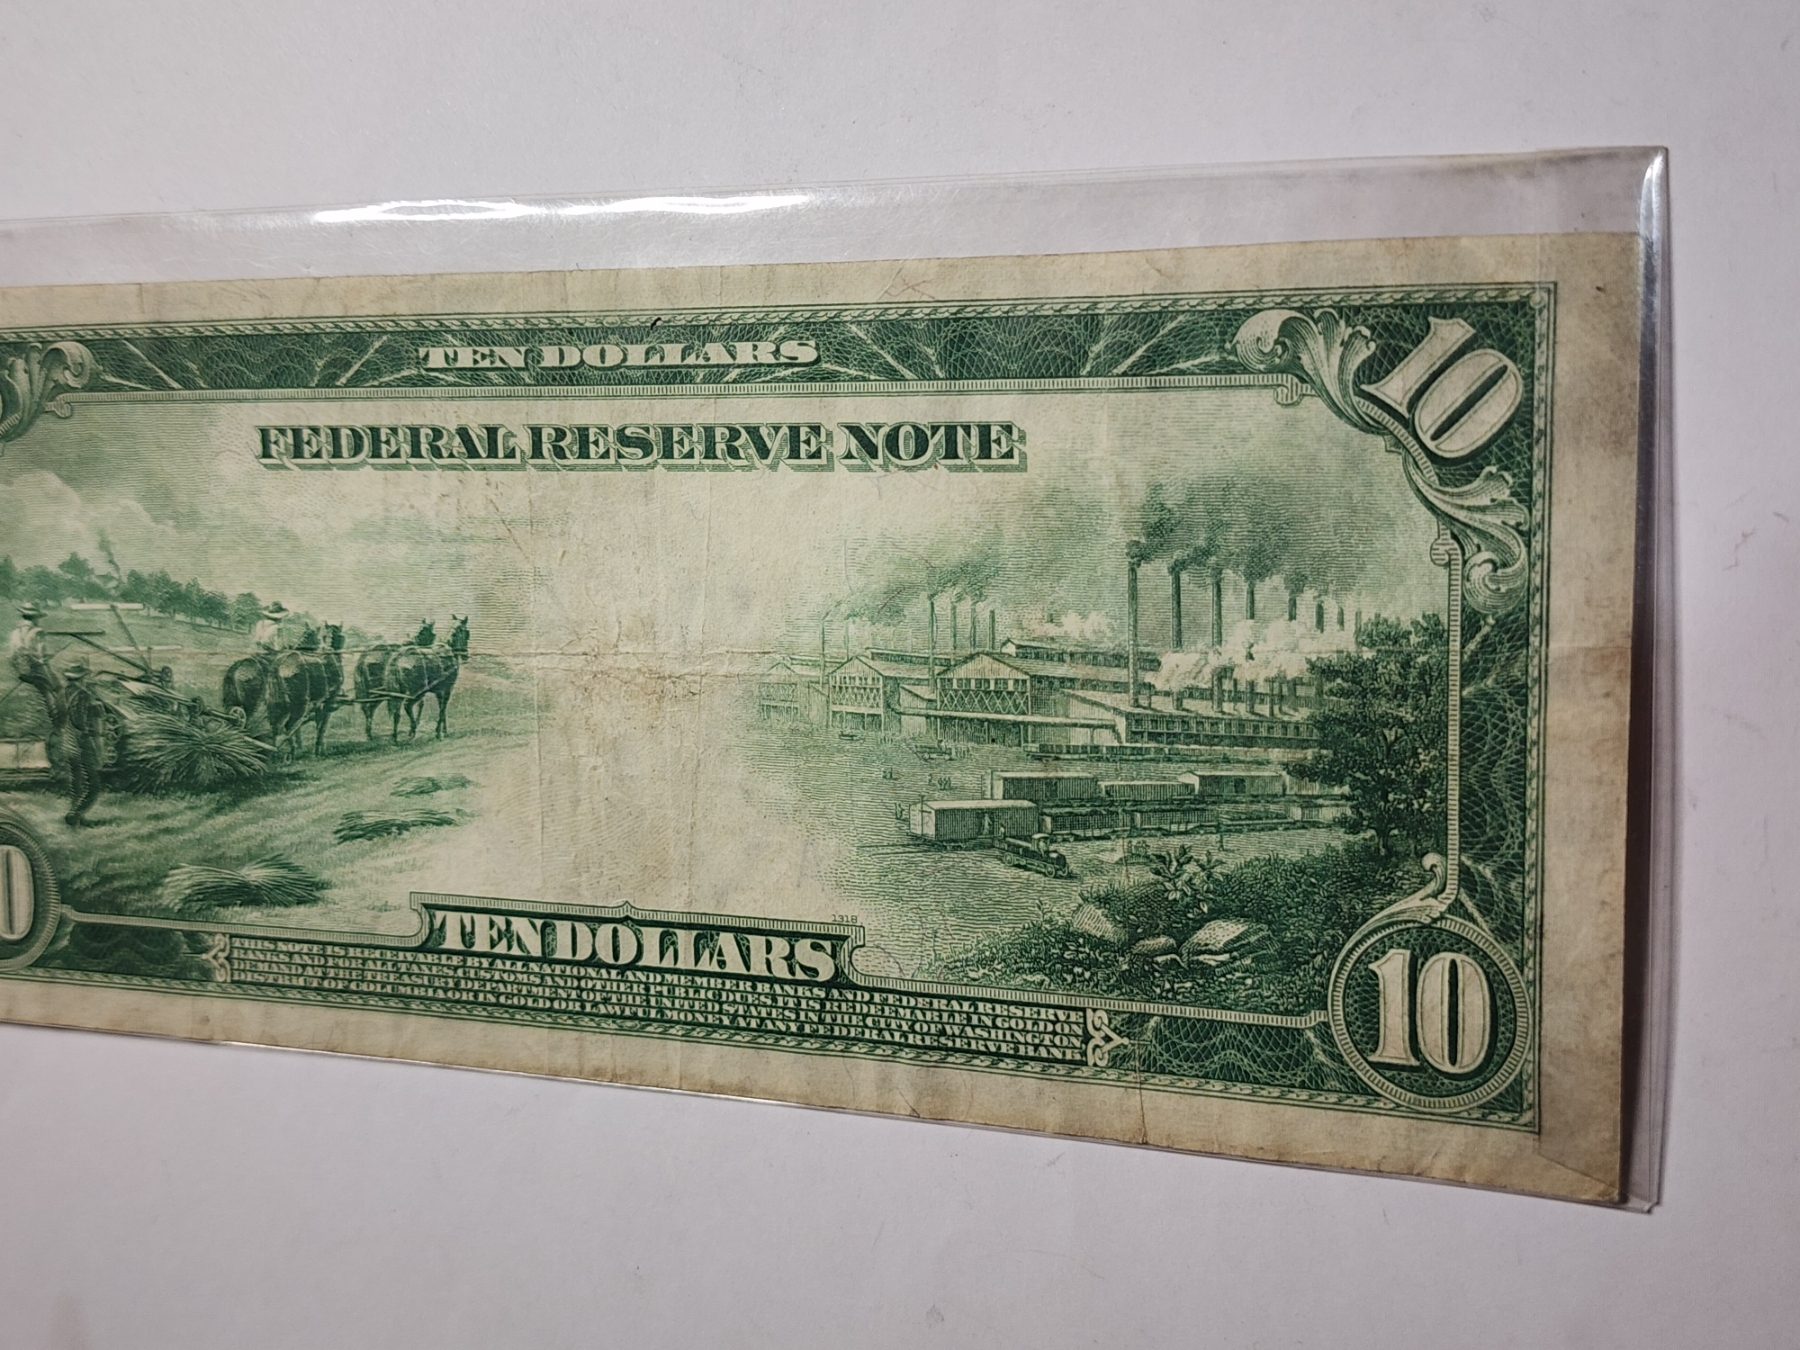 TEN DOLLARS
10
FEDERAL RESERVE NOTE
1318
TEN DOLLARS
THIS NOTE IS RECEIVABLE BY ALL NATIONAL AND MEMBER BANKS AND FEDERAL RESERVE
BANKS AND FOR ALL TAXES, CUSTOMS AND OTHER PUBLIC DUES. IT IS REDEEMABLE IN GOLD ON
DEMAND AT THE TREASURY DEPARTMENT OF THE UNITED STATES IN THE CITY OF WASHINGTON,
DISTRICT OF COLUMBIA OR IN GOLD OR LAWFUL MONEY AT ANY FEDERAL RESERVE BANK
10